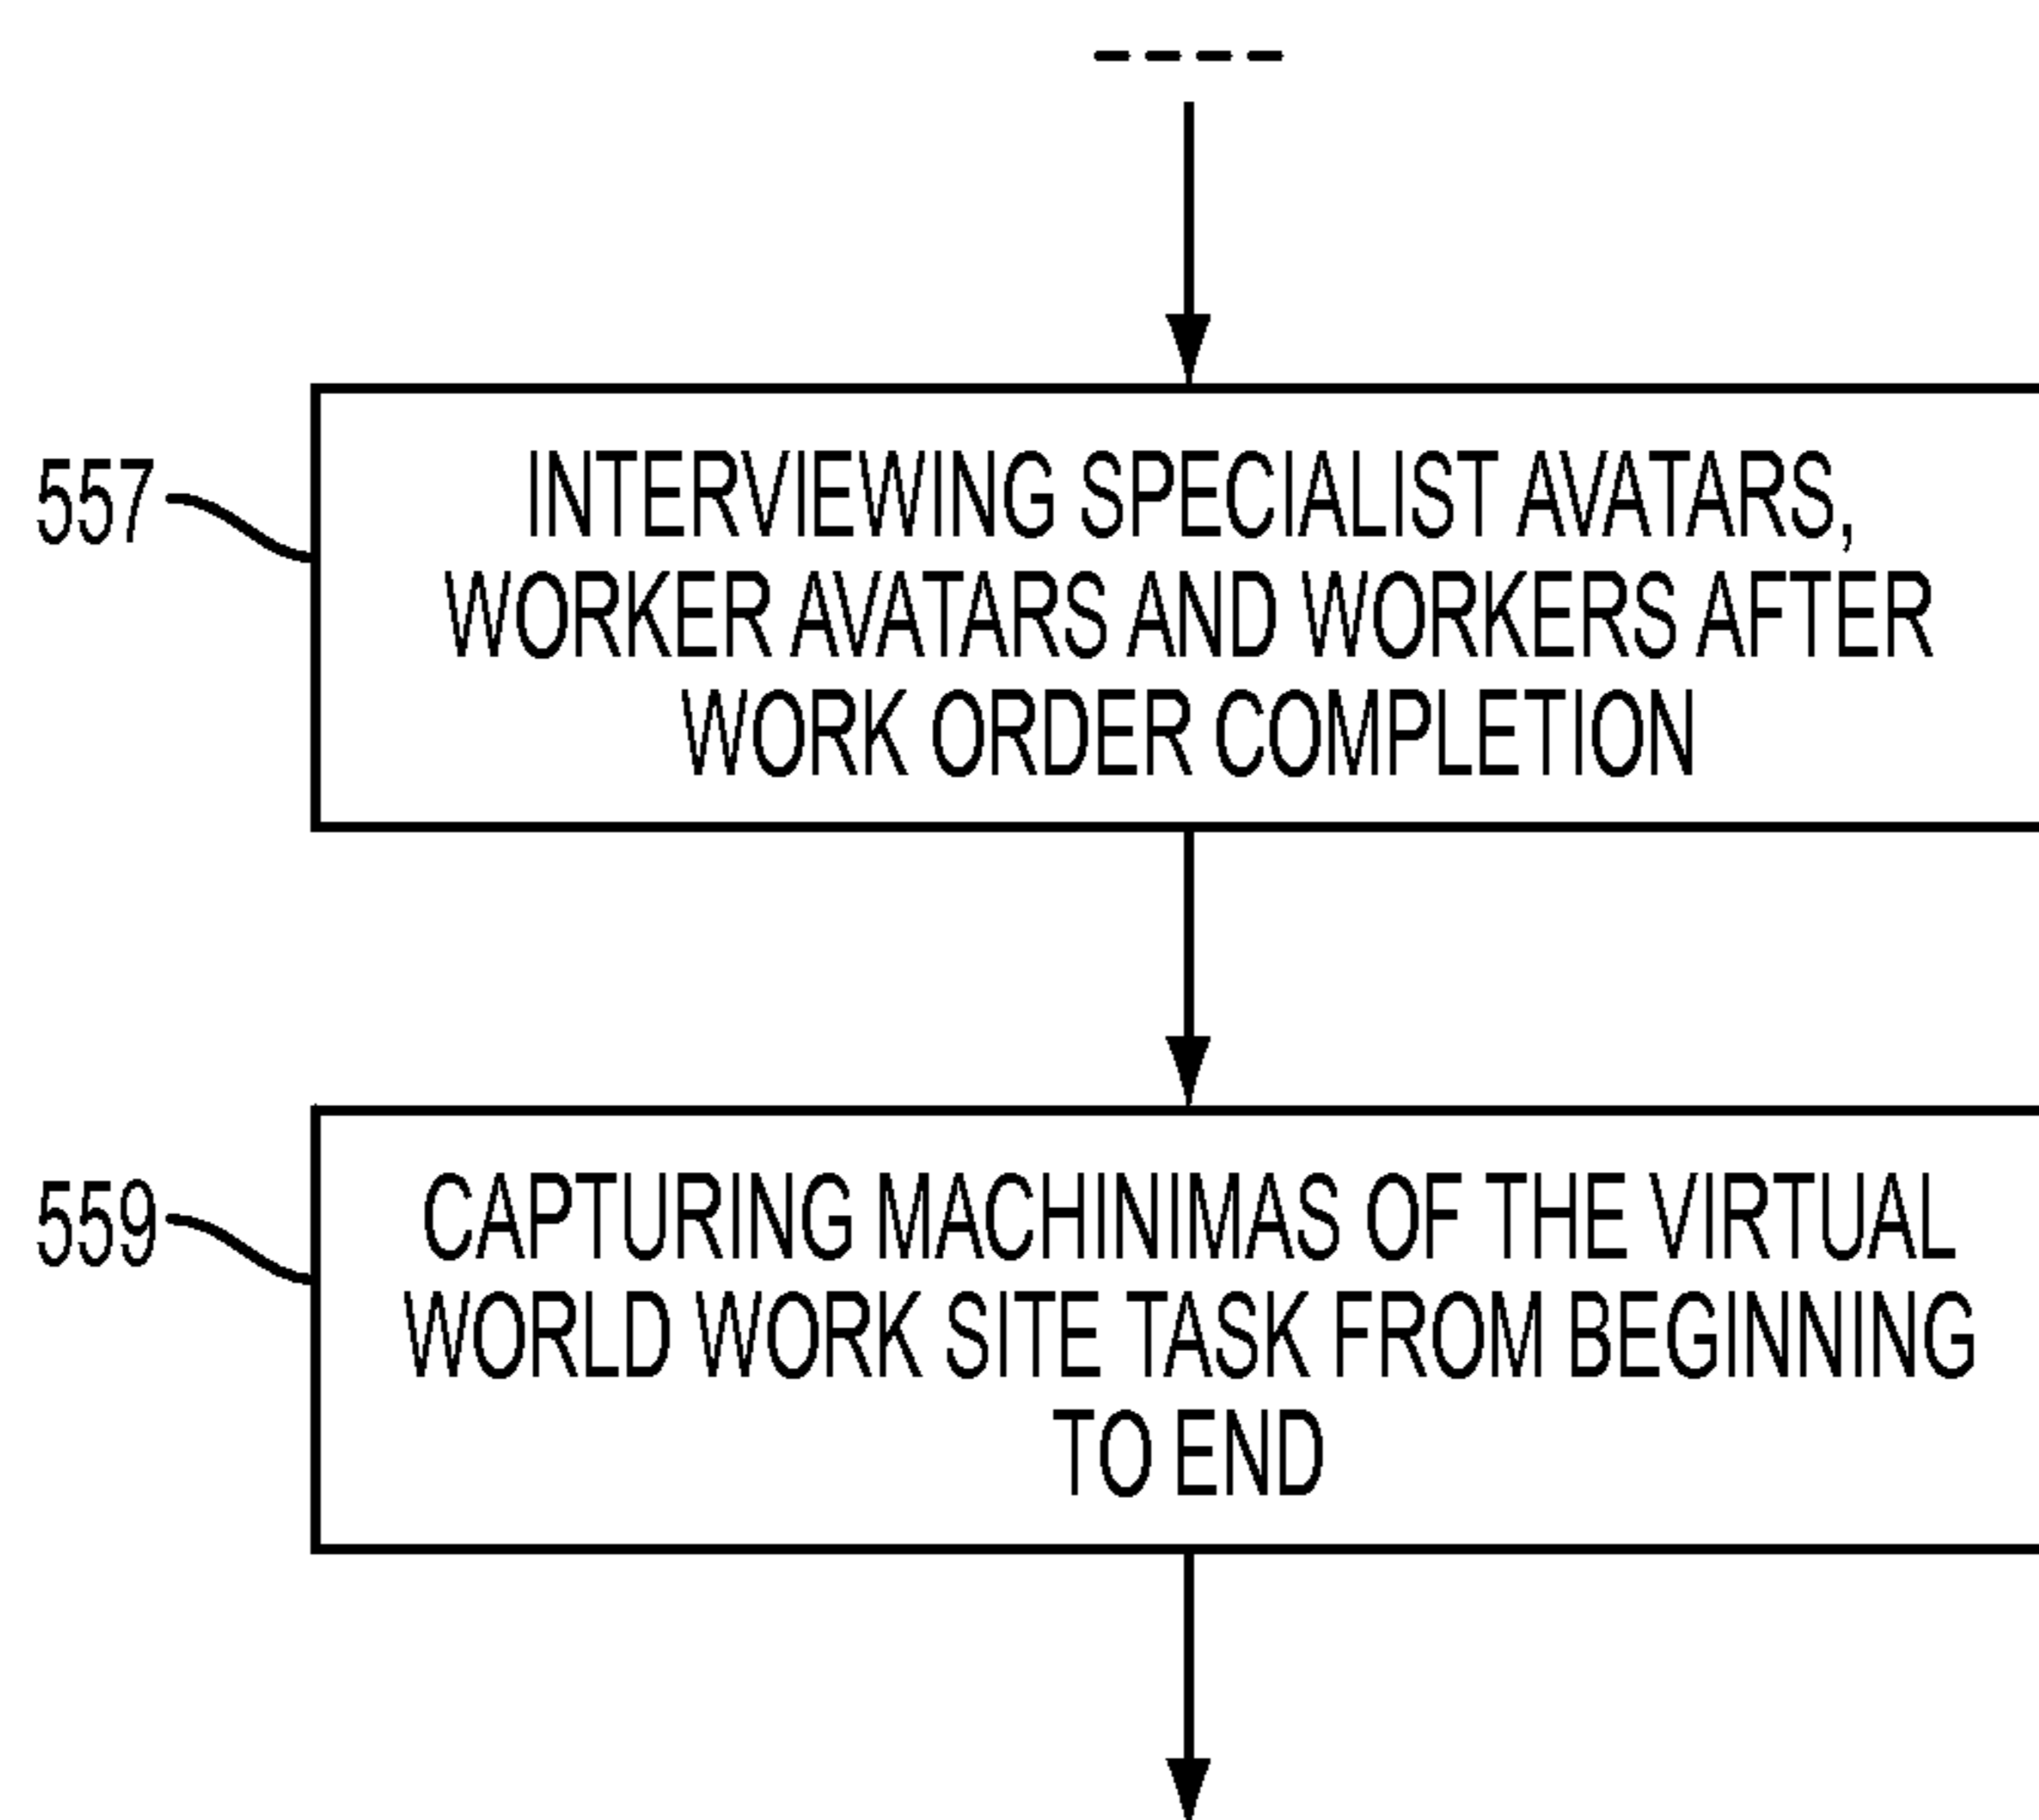 557
INTERVIEWING SPECIALIST AVATARS,
WORKER AVATARS AND WORKERS AFTER
WORK ORDER COMPLETION
559
CAPTURING MACHINIMAS OF THE VIRTUAL
WORLD WORK SITE TASK FROM BEGINNING
TO END